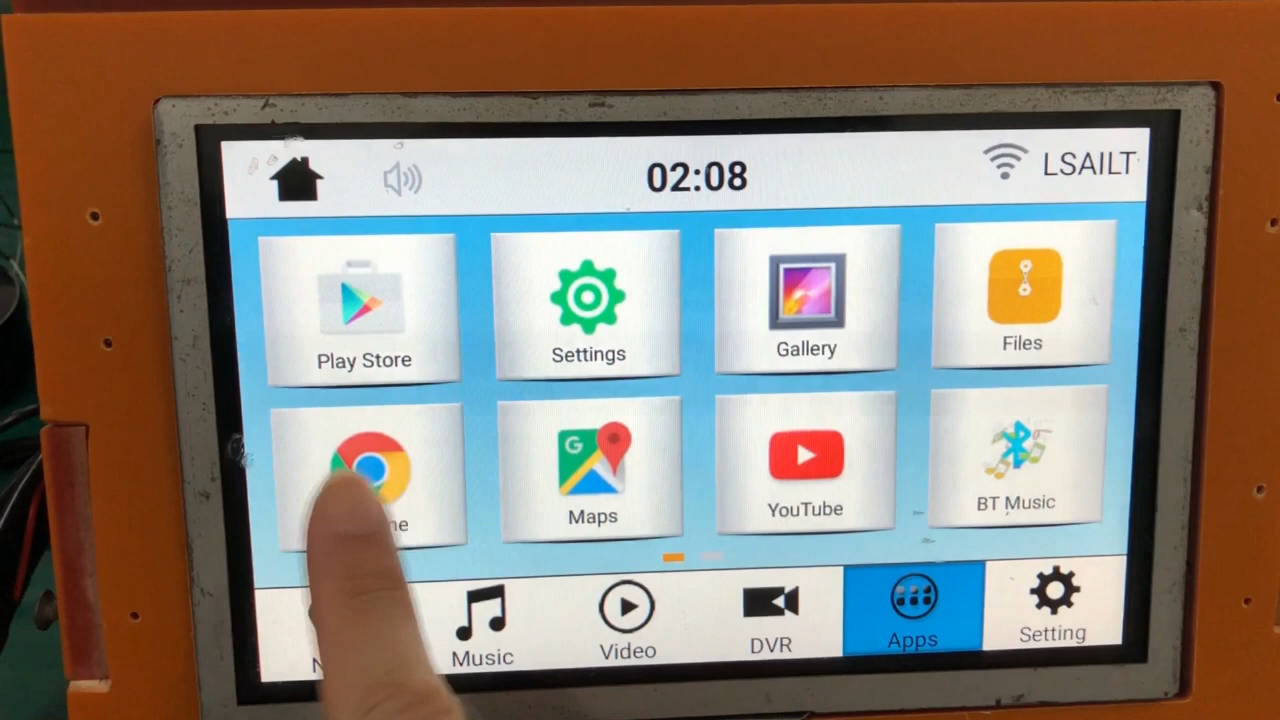 02:08
LSAILT
Play Store
Settings
Gallery
Files
G
Maps
YouTube
BT Music
Music
Video
DVR
Apps
Setting